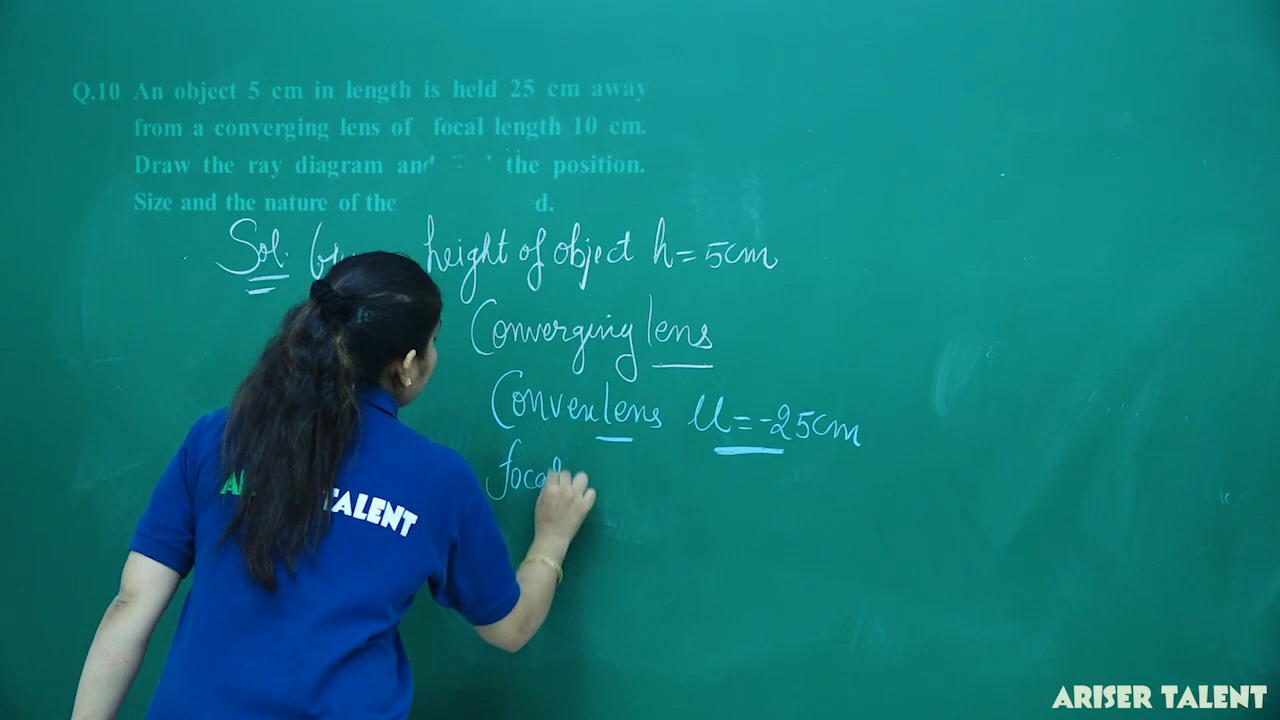 Q.10 An object 5 cm in length is held 25 cm away
from a converging lens of focal length 10 cm.
Draw the ray diagram and the position.
Size and the nature of the d.
Sol. height of object h = 5cm
Converging lens
Convex lens u = -25cm
focal
TALENT
ARISER TALENT